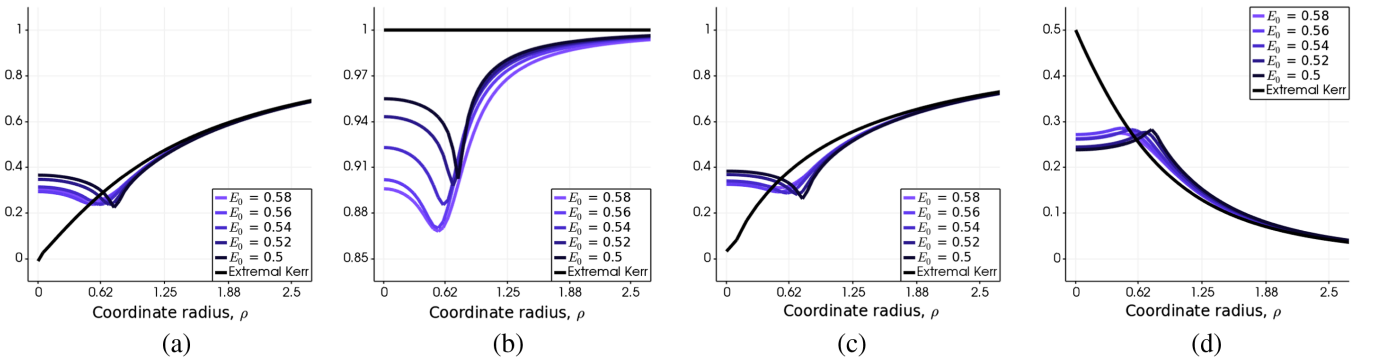 1
0.8
0.6
0.4
0.2
0
0 0.62 1.25 1.88 2.5
Coordinate radius, ρ
E₀ = 0.58
E₀ = 0.56
E₀ = 0.54
E₀ = 0.52
E₀ = 0.5
Extremal Kerr
(a)
1
0.97
0.94
0.91
0.88
0.85
0 0.62 1.25 1.88 2.5
Coordinate radius, ρ
E₀ = 0.58
E₀ = 0.56
E₀ = 0.54
E₀ = 0.52
E₀ = 0.5
Extremal Kerr
(b)
1
0.8
0.6
0.4
0.2
0
0 0.62 1.25 1.88 2.5
Coordinate radius, ρ
E₀ = 0.58
E₀ = 0.56
E₀ = 0.54
E₀ = 0.52
E₀ = 0.5
Extremal Kerr
(c)
0.5
0.4
0.3
0.2
0.1
0
0 0.62 1.25 1.88 2.5
Coordinate radius, ρ
E₀ = 0.58
E₀ = 0.56
E₀ = 0.54
E₀ = 0.52
E₀ = 0.5
Extremal Kerr
(d)